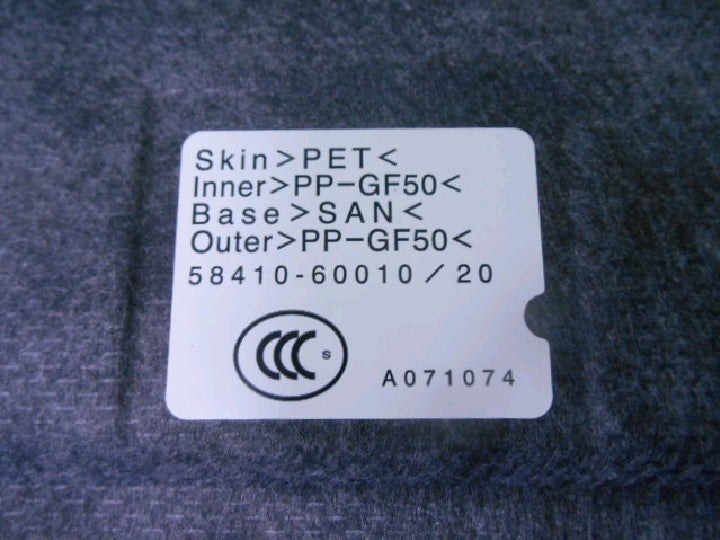 Skin>PET<
Inner>PP-GF50<
Base>SAN<
Outer>PP-GF50<
58410-60010/20
CCC S
A071074